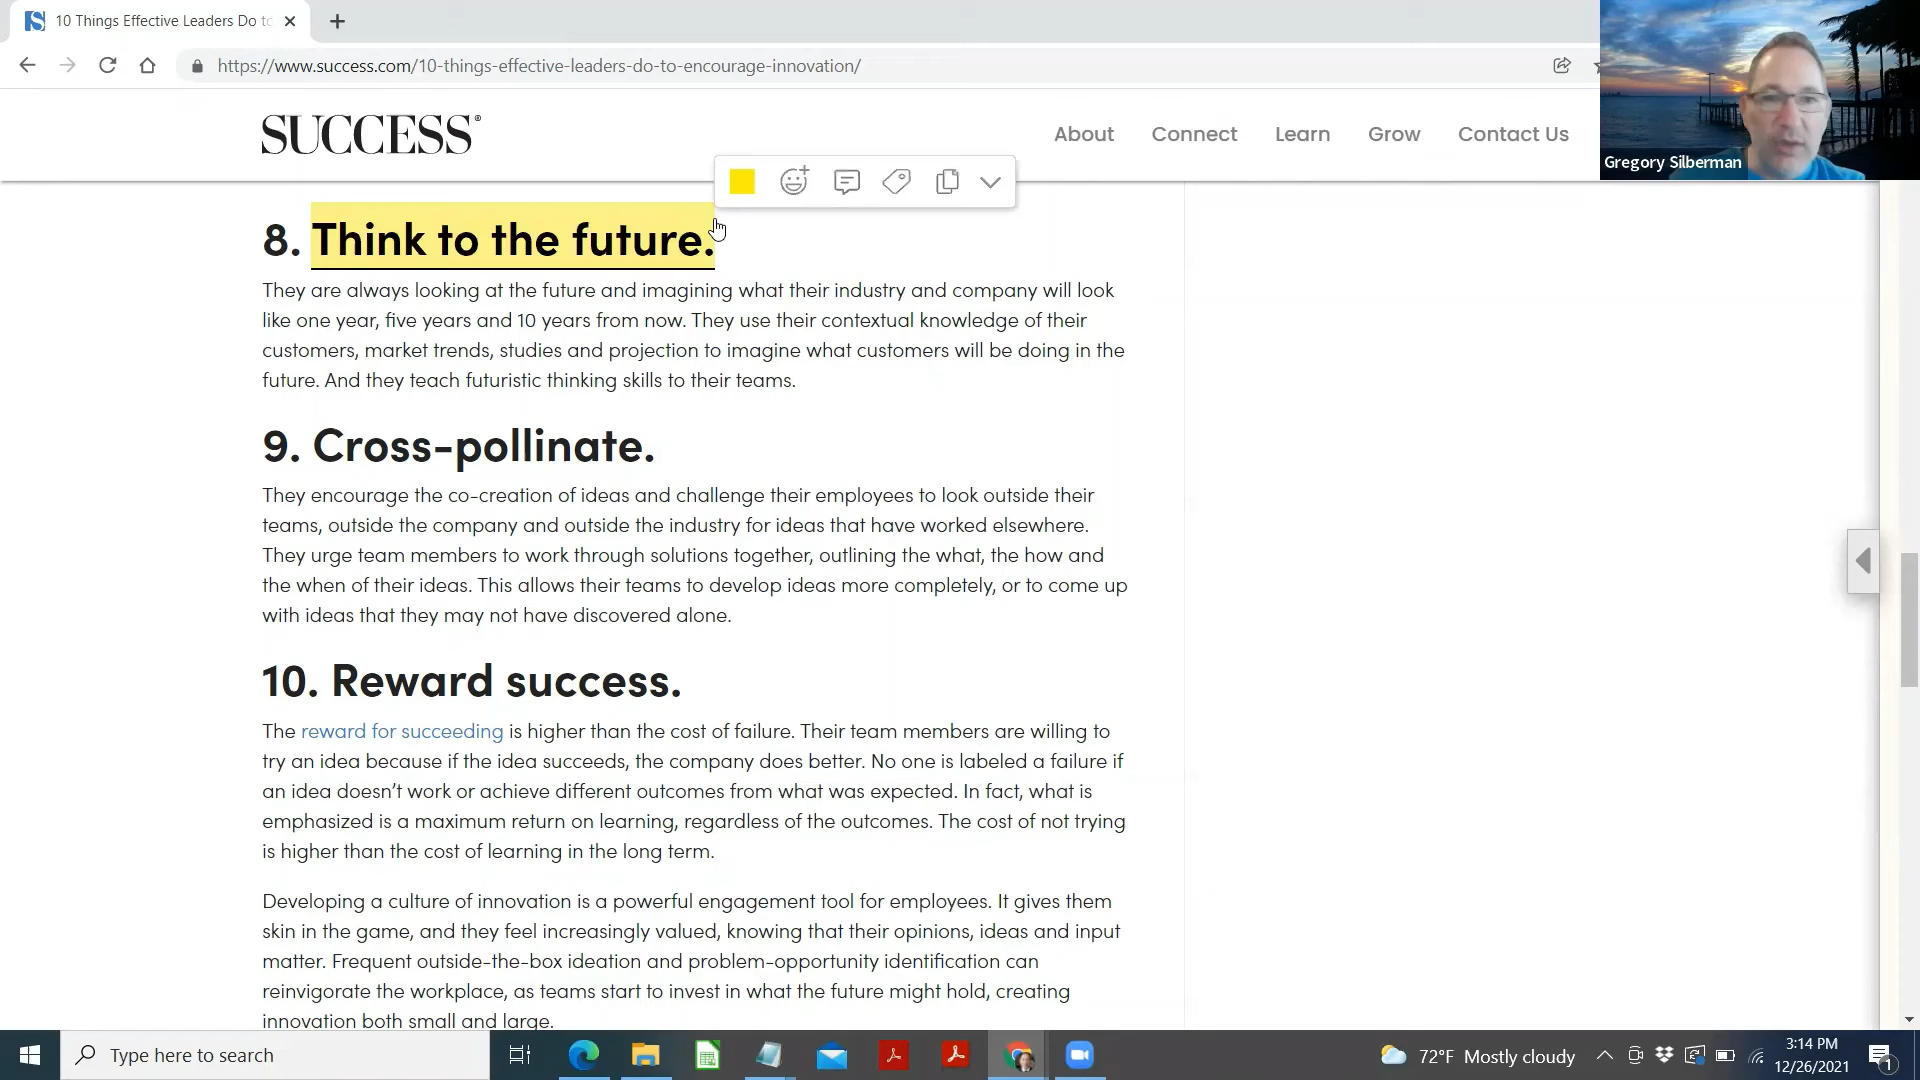 10 Things Effective Leaders Do to
https://www.success.com/10-things-effective-leaders-do-to-encourage-innovation/
SUCCESS®
About
Connect
Learn
Grow
Contact Us
Gregory Silberman
8. Think to the future.
They are always looking at the future and imagining what their industry and company will look
like one year, five years and 10 years from now. They use their contextual knowledge of their
customers, market trends, studies and projection to imagine what customers will be doing in the
future. And they teach futuristic thinking skills to their teams.
9. Cross-pollinate.
They encourage the co-creation of ideas and challenge their employees to look outside their
teams, outside the company and outside the industry for ideas that have worked elsewhere.
They urge team members to work through solutions together, outlining the what, the how and
the when of their ideas. This allows their teams to develop ideas more completely, or to come up
with ideas that they may not have discovered alone.
10. Reward success.
The reward for succeeding is higher than the cost of failure. Their team members are willing to
try an idea because if the idea succeeds, the company does better. No one is labeled a failure if
an idea doesn’t work or achieve different outcomes from what was expected. In fact, what is
emphasized is a maximum return on learning, regardless of the outcomes. The cost of not trying
is higher than the cost of learning in the long term.
Developing a culture of innovation is a powerful engagement tool for employees. It gives them
skin in the game, and they feel increasingly valued, knowing that their opinions, ideas and input
matter. Frequent outside-the-box ideation and problem-opportunity identification can
reinvigorate the workplace, as teams start to invest in what the future might hold, creating
innovation both small and large.
Type here to search
72°F Mostly cloudy
3:14 PM
12/26/2021
1